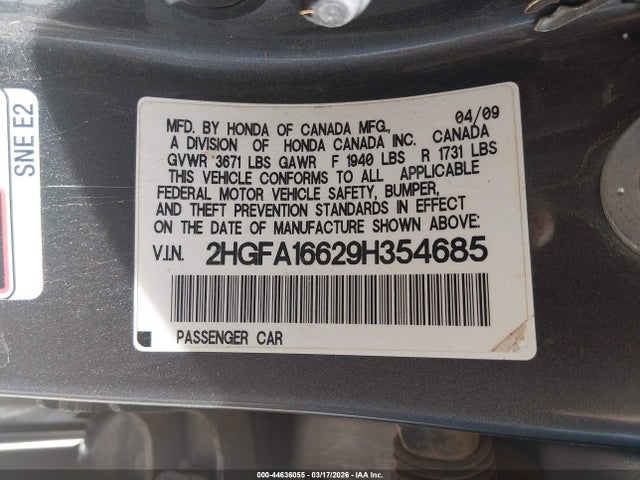 SNE E2
04/09
MFD. BY HONDA OF CANADA MFG.,
A DIVISION OF HONDA CANADA INC. CANADA
GVWR 3671 LBS GAWR F 1940 LBS R 1731 LBS
THIS VEHICLE CONFORMS TO ALL APPLICABLE
FEDERAL MOTOR VEHICLE SAFETY, BUMPER,
AND THEFT PREVENTION STANDARDS IN EFFECT
ON THE DATE OF MANUFACTURE SHOWN ABOVE:
V.I.N. 2HGFA16629H354685
PASSENGER CAR
000-44636055 | 03/17/2026 | IAA Inc.